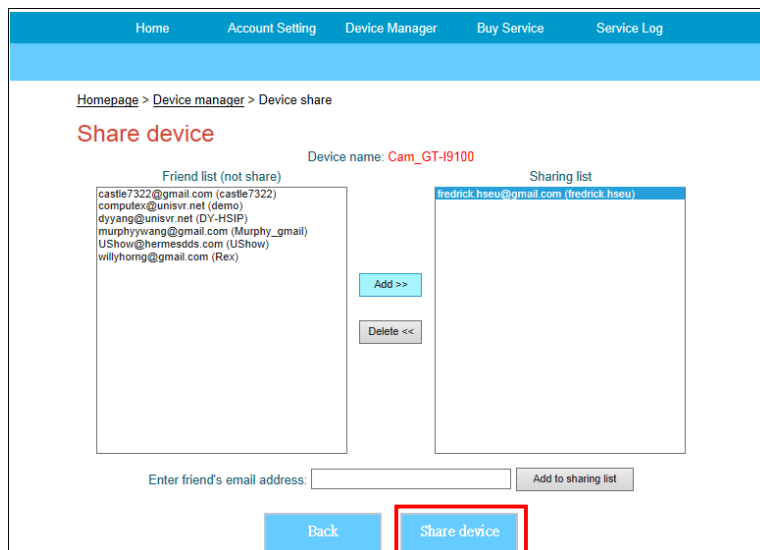 Home Account Setting Device Manager Buy Service Service Log
Homepage > Device manager > Device share
Share device
Device name: Cam_GT-I9100
Friend list (not share) Sharing list
castle7322@gmail.com (castle7322)
computex@unisvr.net (demo)
dyyang@unisvr.net (DY-HSIP)
murphyywang@gmail.com (Murphy_gmail)
UShow@hermesdds.com (UShow)
willyhorng@gmail.com (Rex)
fredrick.hseu@gmail.com (fredrick.hseu)
Add >>
Delete <<
Enter friend's email address: Add to sharing list
Back Share device